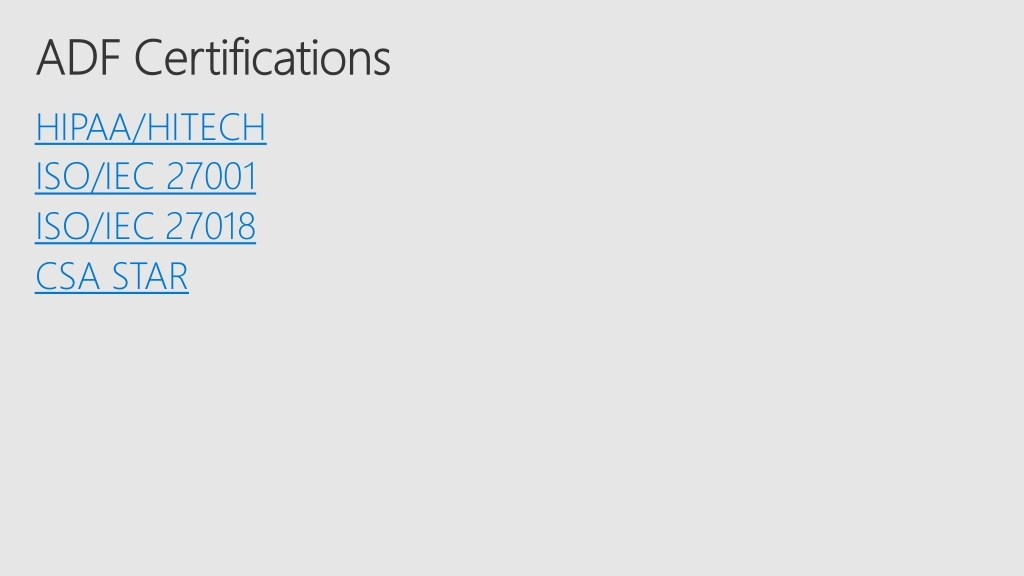 ADF Certifications
HIPAA/HITECH
ISO/IEC 27001
ISO/IEC 27018
CSA STAR